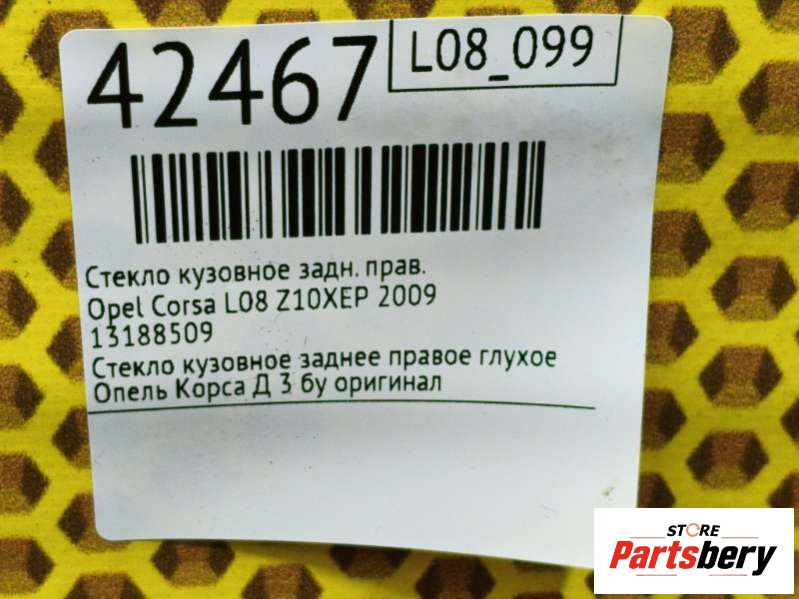 42467
L08_099
Стекло кузовное задн. прав.
Opel Corsa L08 Z10XEP 2009
13188509
Стекло кузовное заднее правое глухое
Опель Корса Д 3 бу оригинал
STORE
Partsbery